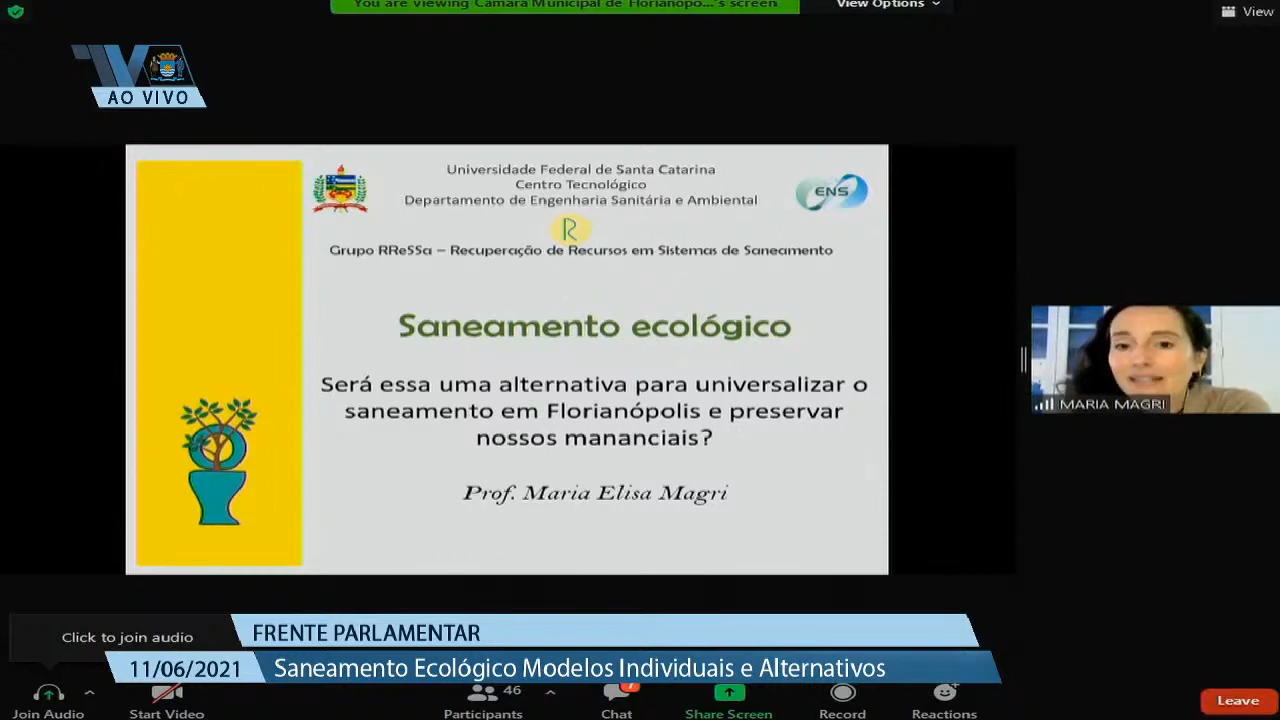 You are viewing Câmara Municipal de Florianópo...'s screen
View Options
View
AO VIVO
Universidade Federal de Santa Catarina
Centro Tecnológico
Departamento de Engenharia Sanitária e Ambiental
ENS
R
Grupo RReSSa – Recuperação de Recursos em Sistemas de Saneamento
Saneamento ecológico
Será essa uma alternativa para universalizar o
saneamento em Florianópolis e preservar
nossos mananciais?
Prof. Maria Elisa Magri
MARIA MAGRI
Click to join audio
FRENTE PARLAMENTAR
11/06/2021
Saneamento Ecológico Modelos Individuais e Alternativos
46
Join Audio
Start Video
Participants
Chat
Share Screen
Record
Reactions
Leave